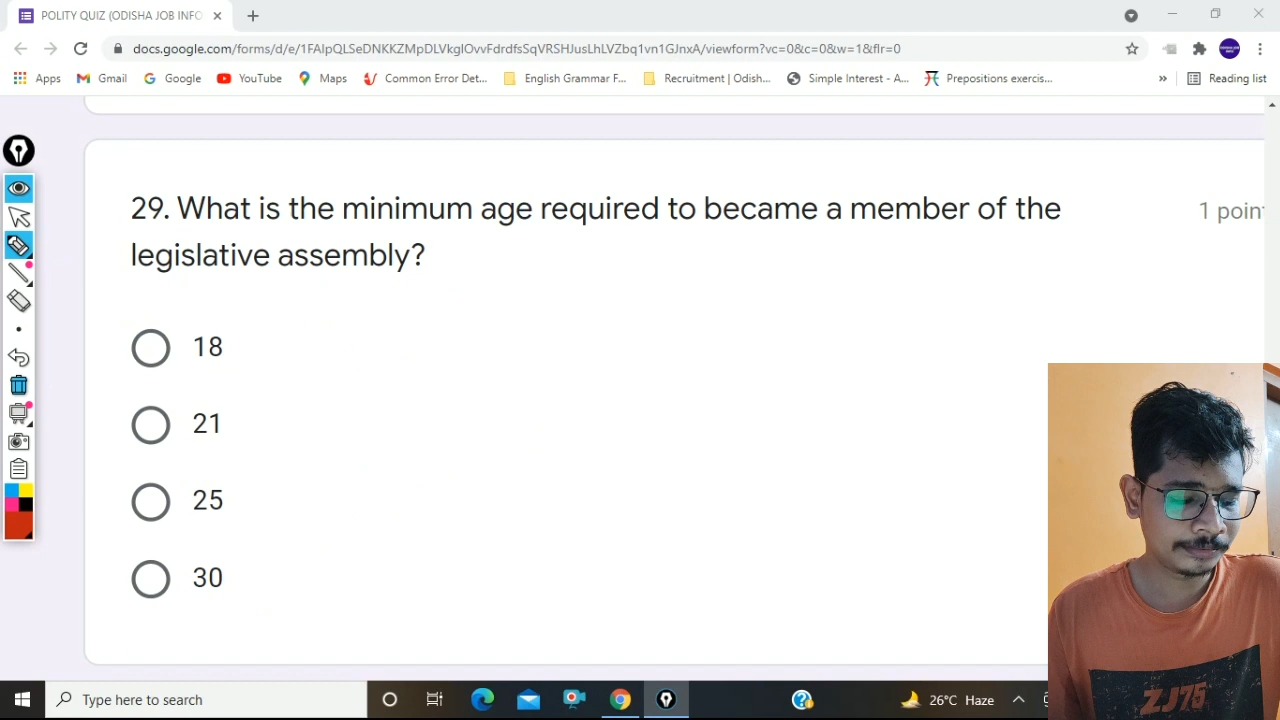 POLITY QUIZ (ODISHA JOB INFO
docs.google.com/forms/d/e/1FAIpQLSeDNKKZMpDLVkglOvvFdrdfsSqVRSHJusLhLVZbq1vn1GJnxA/viewform?vc=0&c=0&w=1&flr=0
Apps Gmail Google YouTube Maps Common Error Det... English Grammar F... Recruitment | Odish... Simple Interest - A... Prepositions exercis... » Reading list
29. What is the minimum age required to became a member of the 1 poin
legislative assembly?
18
21
25
30
ZJ75
Type here to search 26°C Haze